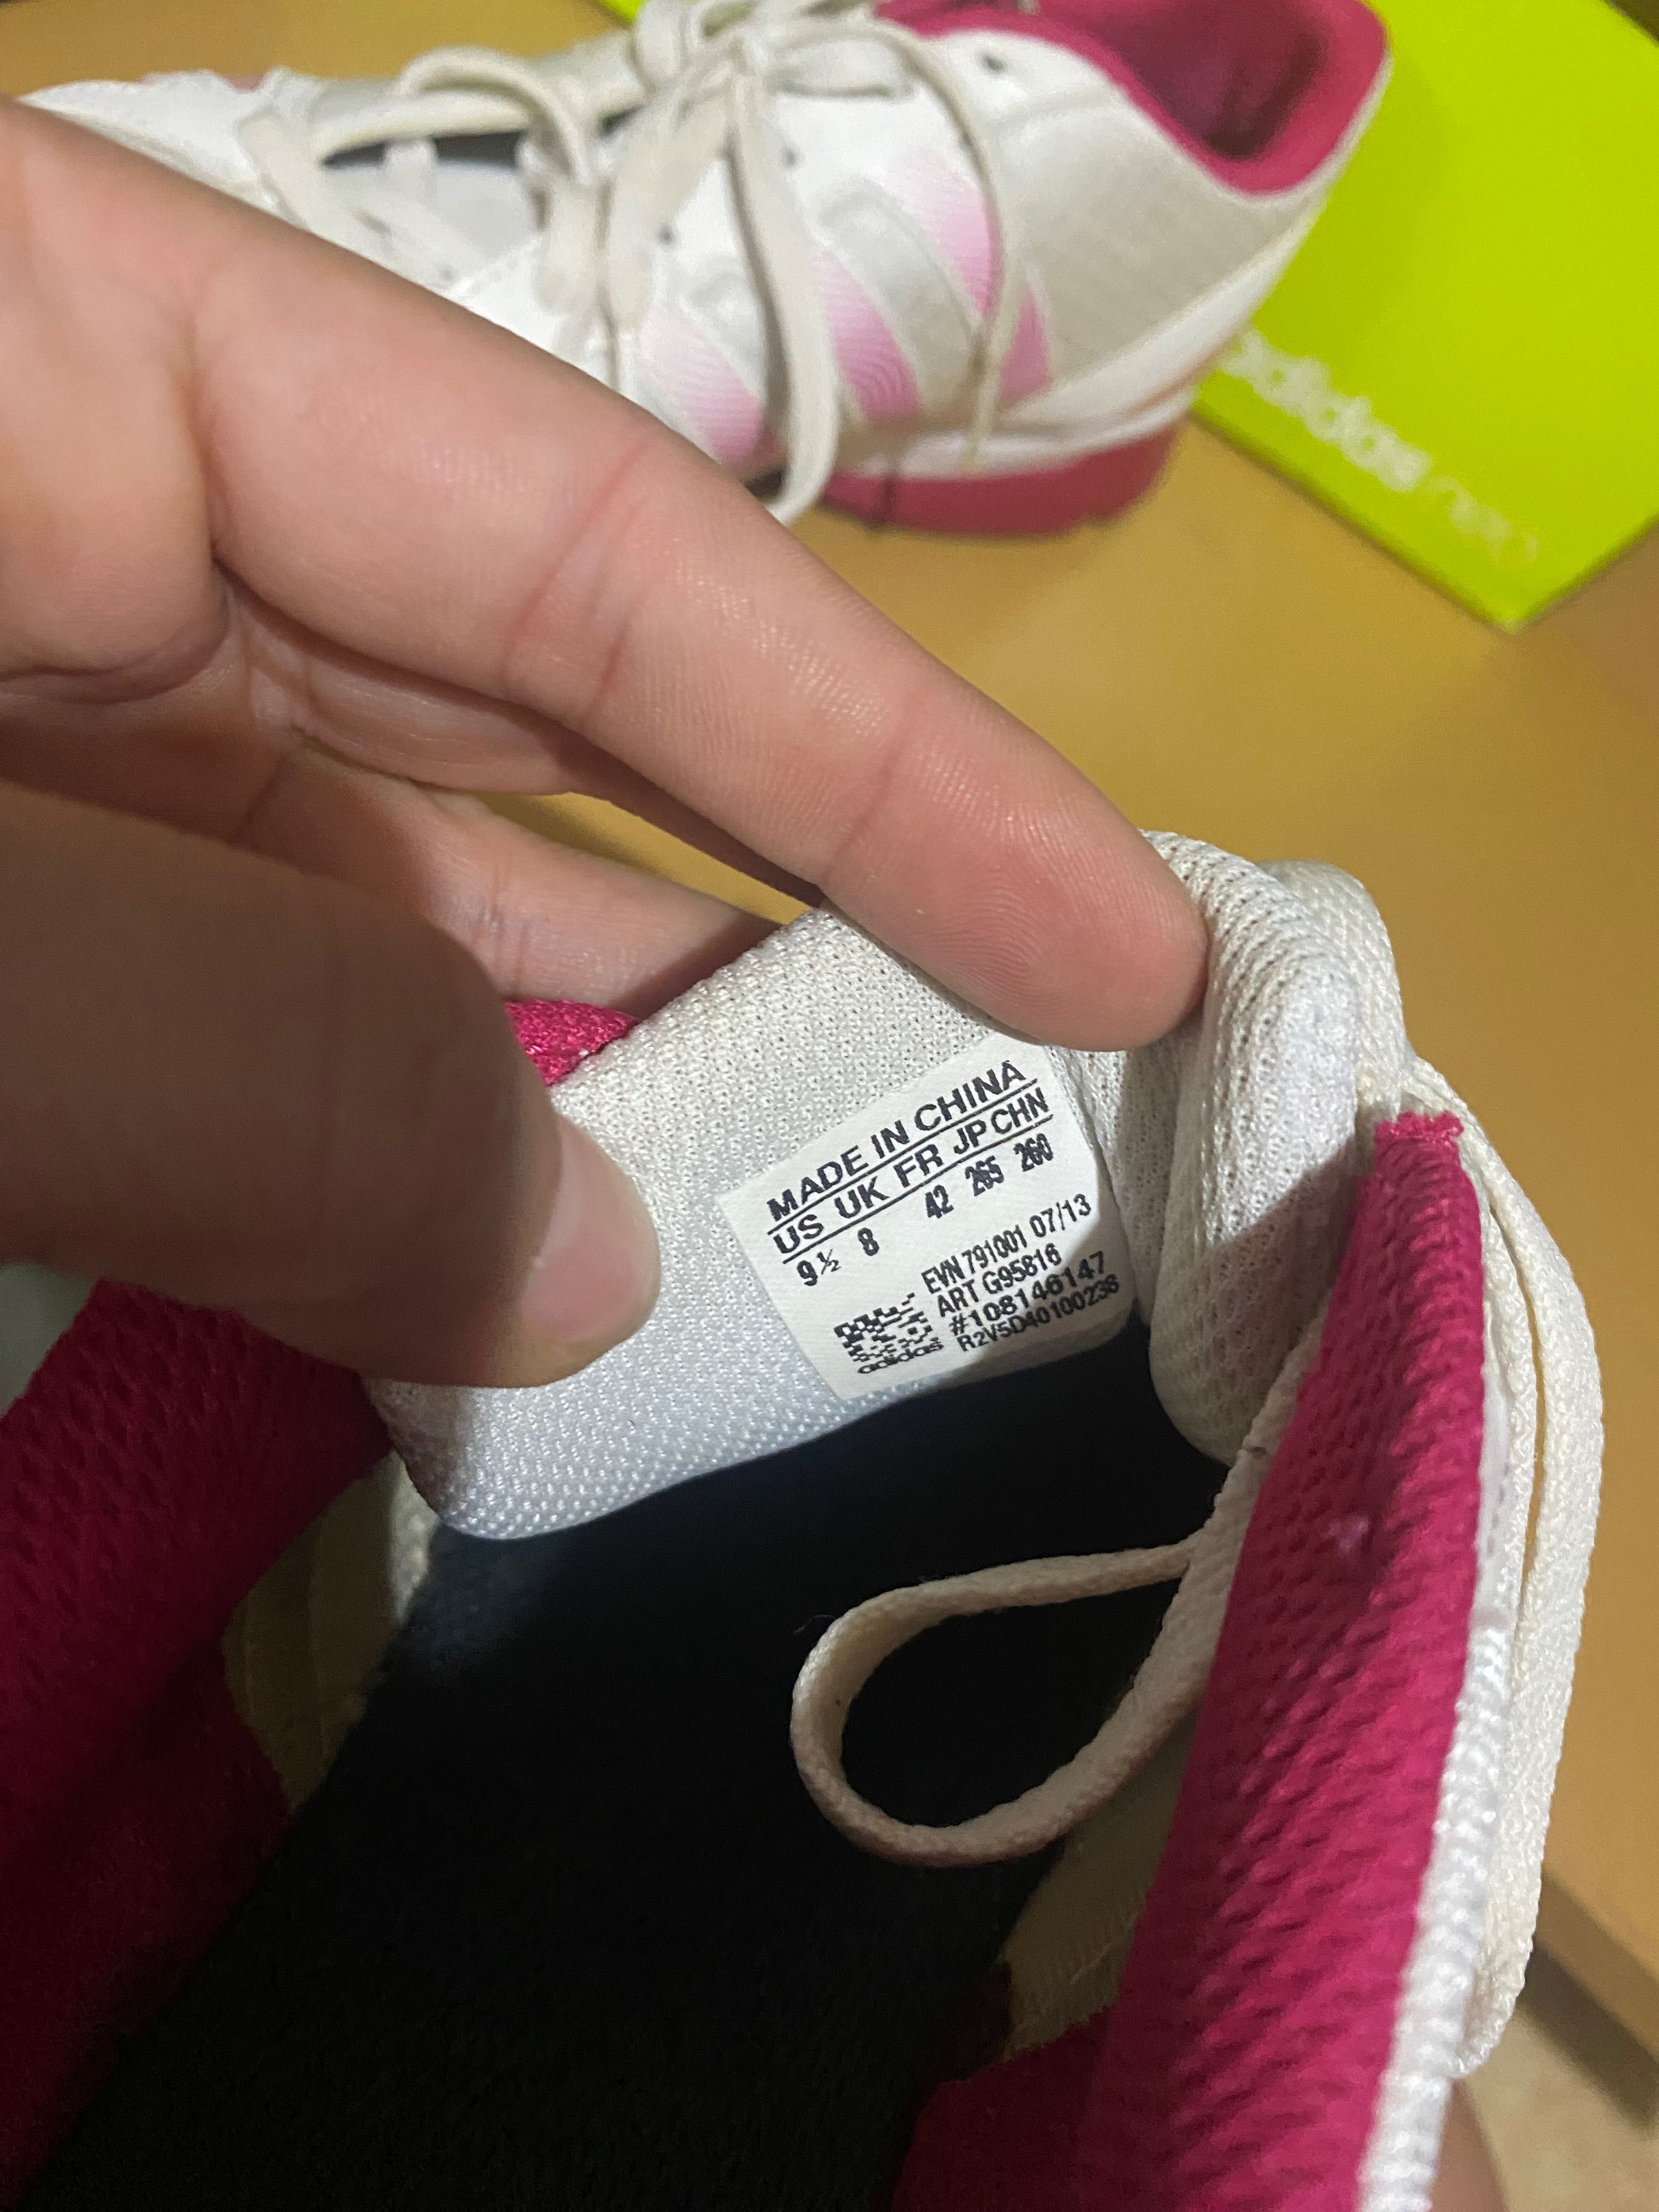 adidas neo
MADE IN CHINA
US UK FR JP CHN
9½ 8 42 265 260
EVN 791001 07/13
ART G95816
#108146147
R2V5D40100238
adidas